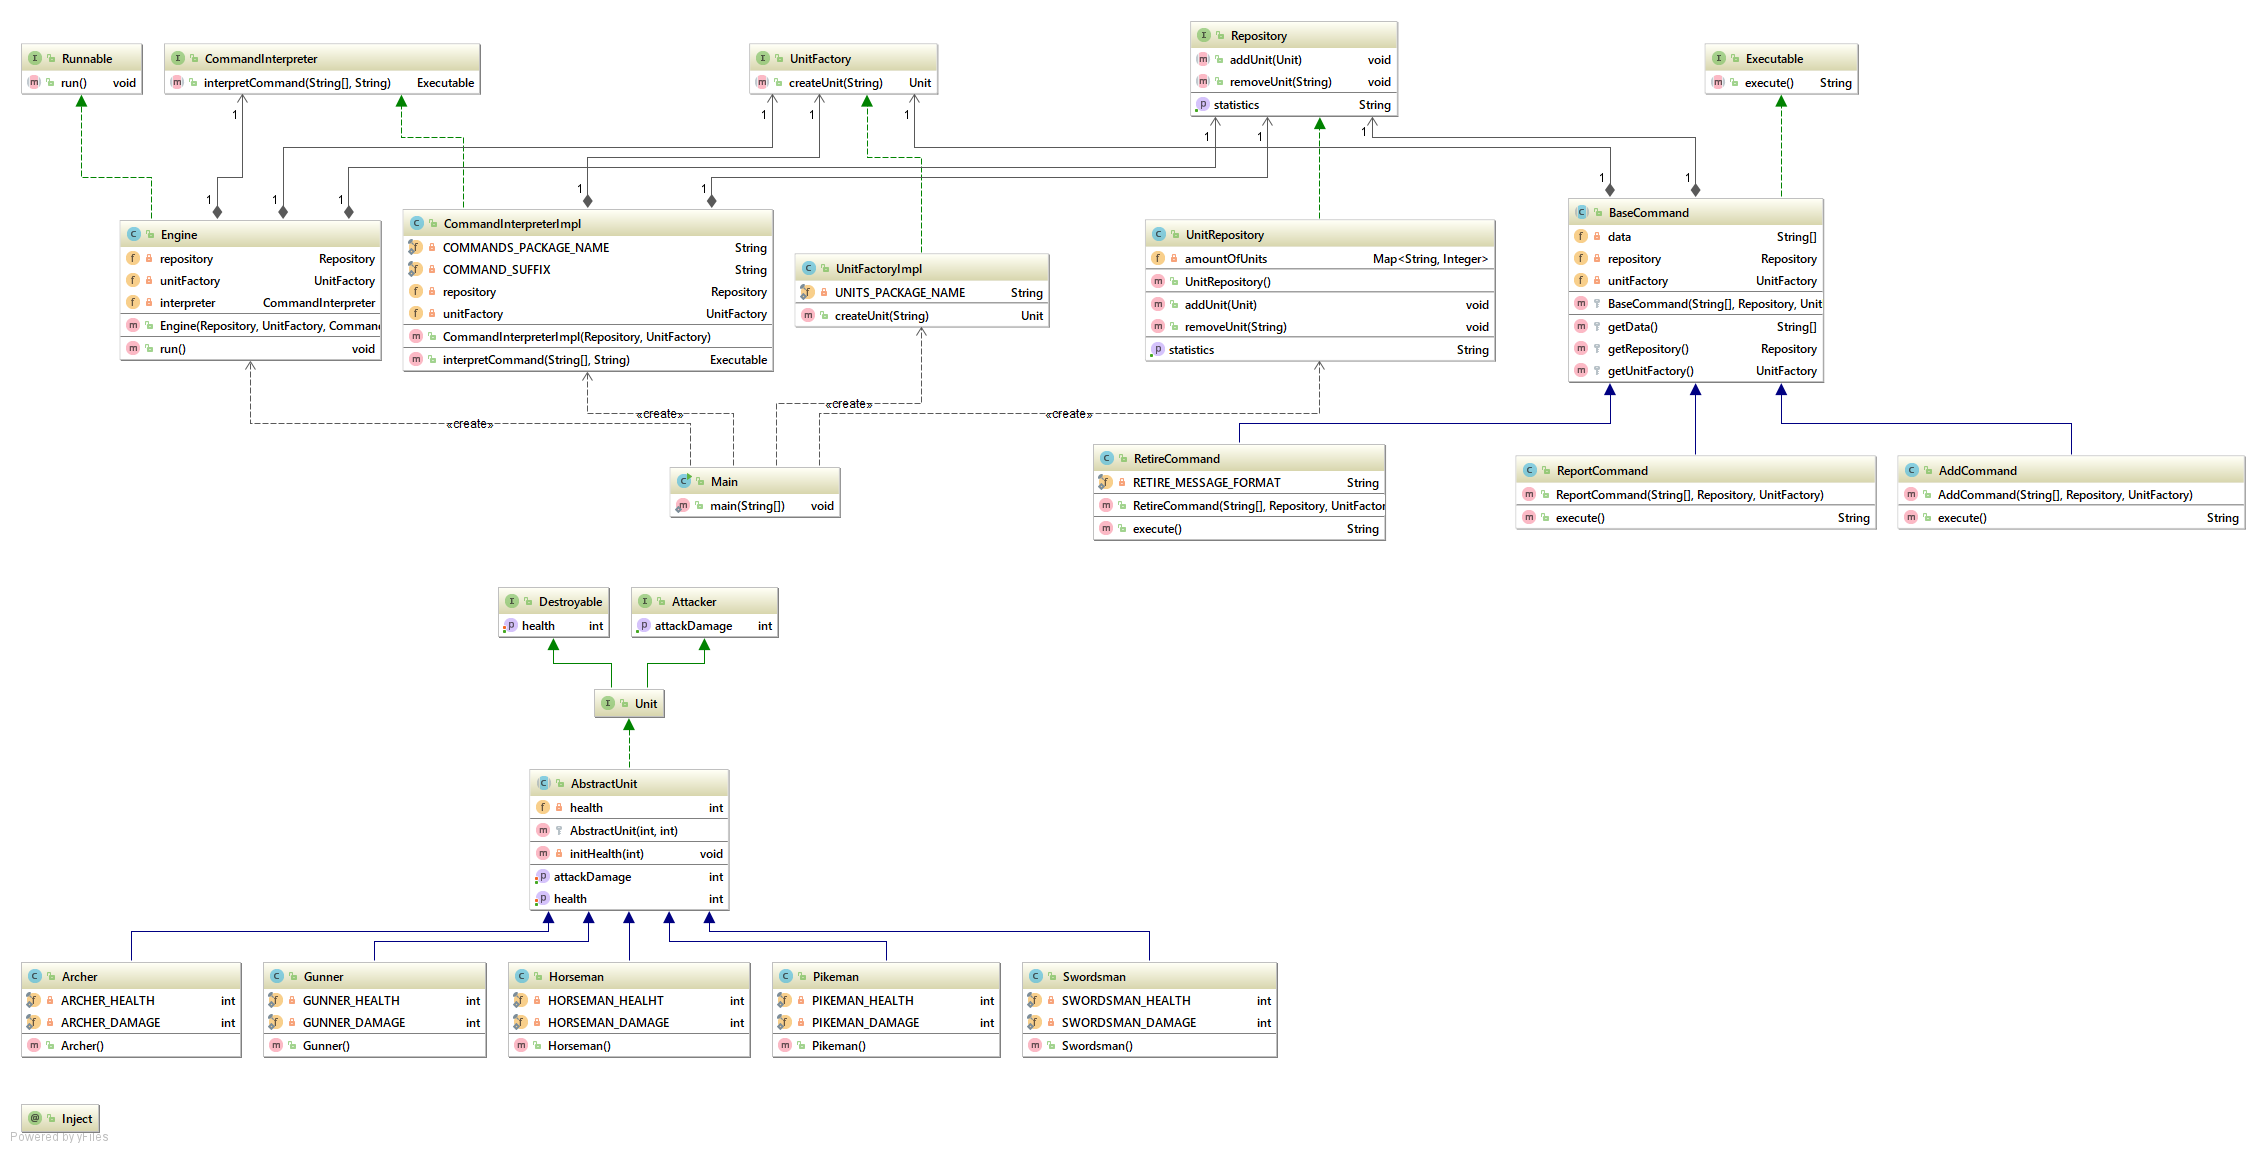 Runnable
run() void
CommandInterpreter
interpretCommand(String[], String) Executable
UnitFactory
createUnit(String) Unit
Repository
addUnit(Unit) void
removeUnit(String) void
statistics String
Executable
execute() String
1
1
1
1
1
1
1
1
1
1
1
1
1
1
Engine
repository Repository
unitFactory UnitFactory
interpreter CommandInterpreter
Engine(Repository, UnitFactory, Comman
run() void
CommandInterpreterImpl
COMMANDS_PACKAGE_NAME String
COMMAND_SUFFIX String
repository Repository
unitFactory UnitFactory
CommandInterpreterImpl(Repository, UnitFactory)
interpretCommand(String[], String) Executable
UnitFactoryImpl
UNITS_PACKAGE_NAME String
createUnit(String) Unit
UnitRepository
amountOfUnits Map<String, Integer>
UnitRepository()
addUnit(Unit) void
removeUnit(String) void
statistics String
BaseCommand
data String[]
repository Repository
unitFactory UnitFactory
BaseCommand(String[], Repository, Unit
getData() String[]
getRepository() Repository
getUnitFactory() UnitFactory
«create»
«create»
«create»
«create»
Main
main(String[]) void
RetireCommand
RETIRE_MESSAGE_FORMAT String
RetireCommand(String[], Repository, UnitFactor
execute() String
ReportCommand
ReportCommand(String[], Repository, UnitFactory)
execute() String
AddCommand
AddCommand(String[], Repository, UnitFactory)
execute() String
Destroyable
health int
Attacker
attackDamage int
Unit
AbstractUnit
health int
AbstractUnit(int, int)
initHealth(int) void
attackDamage int
health int
Archer
ARCHER_HEALTH int
ARCHER_DAMAGE int
Archer()
Gunner
GUNNER_HEALTH int
GUNNER_DAMAGE int
Gunner()
Horseman
HORSEMAN_HEALHT int
HORSEMAN_DAMAGE int
Horseman()
Pikeman
PIKEMAN_HEALTH int
PIKEMAN_DAMAGE int
Pikeman()
Swordsman
SWORDSMAN_HEALTH int
SWORDSMAN_DAMAGE int
Swordsman()
Inject
Powered by yFiles